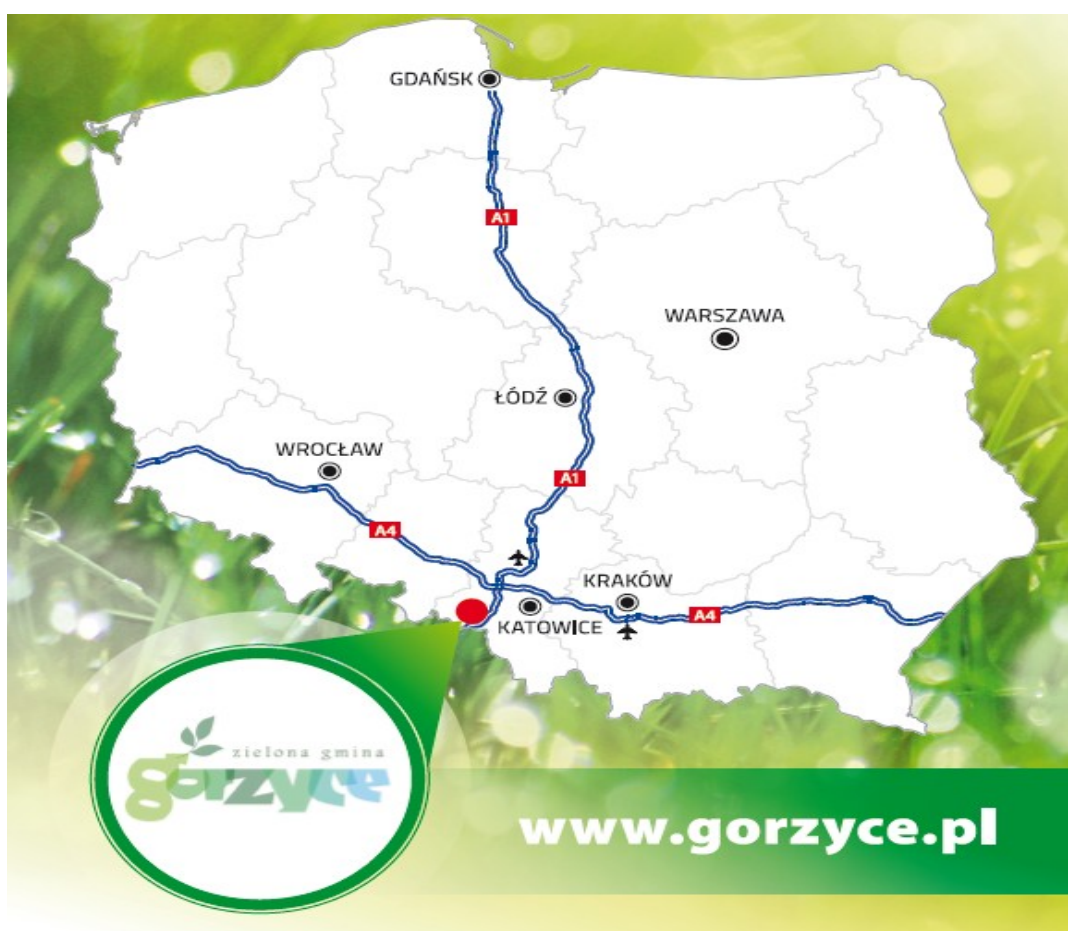 GDAŃSK
A1
WARSZAWA
ŁÓDŹ
WROCŁAW
A1
A4
KRAKÓW
A4
KATOWICE
zielona gmina
gorzyce
www.gorzyce.pl